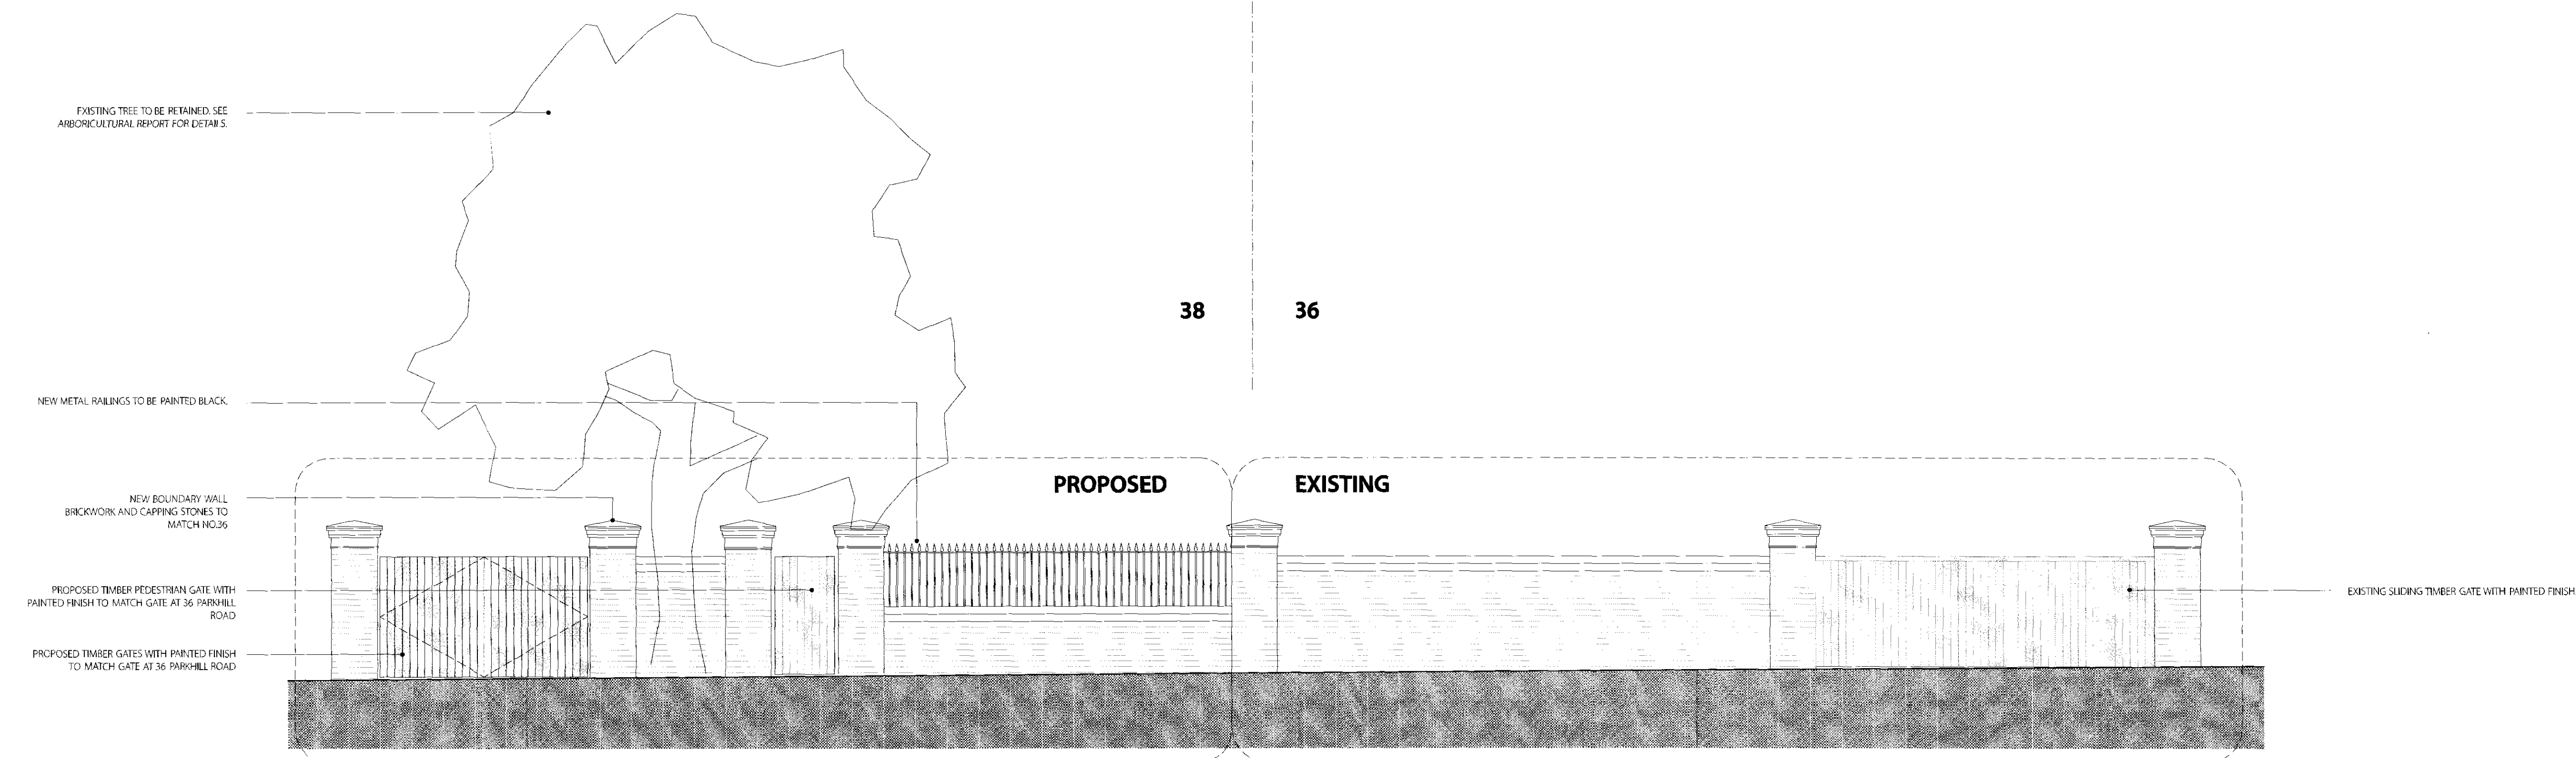 EXISTING TREE TO BE RETAINED. SEE
ARBORICULTURAL REPORT FOR DETAILS.
38
36
NEW METAL RAILINGS TO BE PAINTED BLACK.
PROPOSED
EXISTING
NEW BOUNDARY WALL
BRICKWORK AND CAPPING STONES TO
MATCH NO.36
PROPOSED TIMBER PEDESTRIAN GATE WITH
PAINTED FINISH TO MATCH GATE AT 36 PARKHILL
ROAD
EXISTING SLIDING TIMBER GATE WITH PAINTED FINISH
PROPOSED TIMBER GATES WITH PAINTED FINISH
TO MATCH GATE AT 36 PARKHILL ROAD